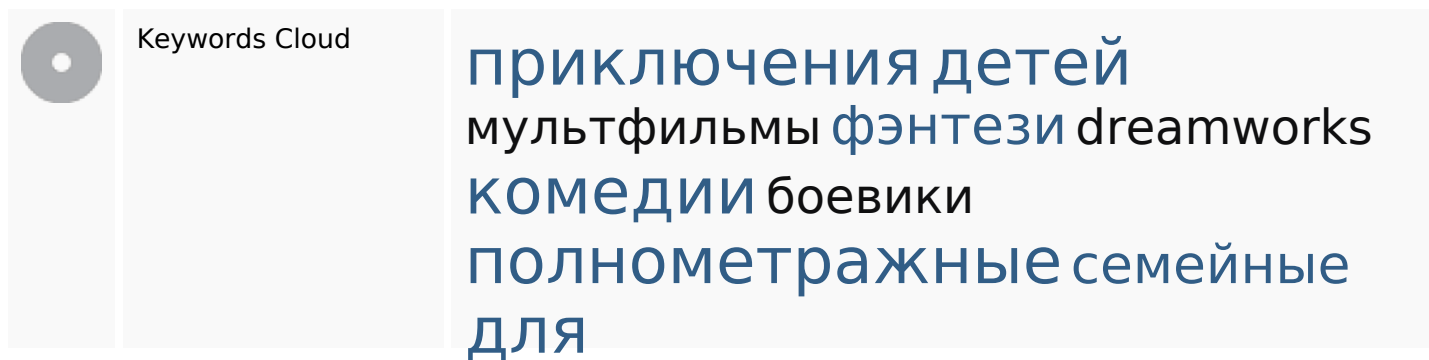 Keywords Cloud
приключения детей
мультфильмы фэнтези dreamworks
комедии боевики
полнометражные семейные
для